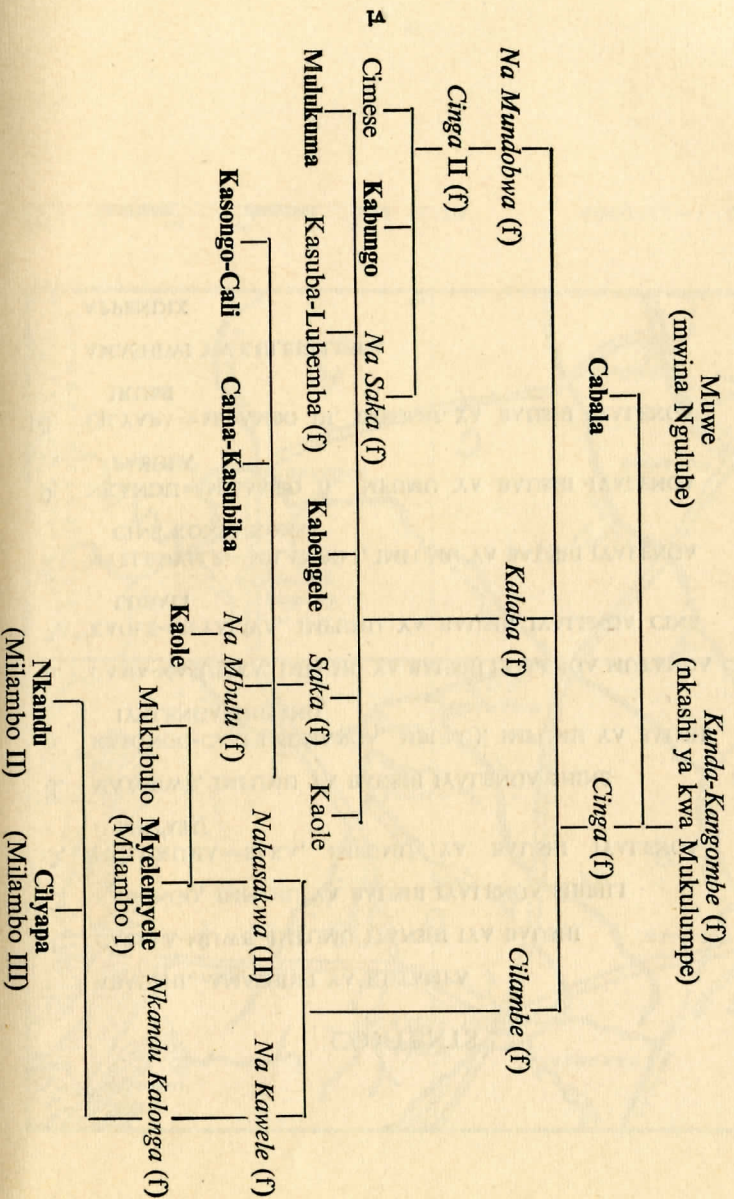 Muwe Kunda-Kangombe (f)
(mwina Ngulube) (nkashi ya kwa Mukulumpe)
Cabala Cinga (f)
Na Mundobwa (f) Kalaba (f) Cilambe (f)
Cinga II (f)
Cimese Kabungo Na Saka (f)
Mulukuma Kasuba-Lubemba (f) Kabengele Saka (f) Kaole
Kasongo-Cali Cama-Kasubika Na Mbulu (f) Nakasakwa (II) Na Kawele (f)
Kaole
Mukubulo Myelemyele Nkandu Kalonga (f)
(Milambo I)
Nkandu Cilyapa
(Milambo II) (Milambo III)